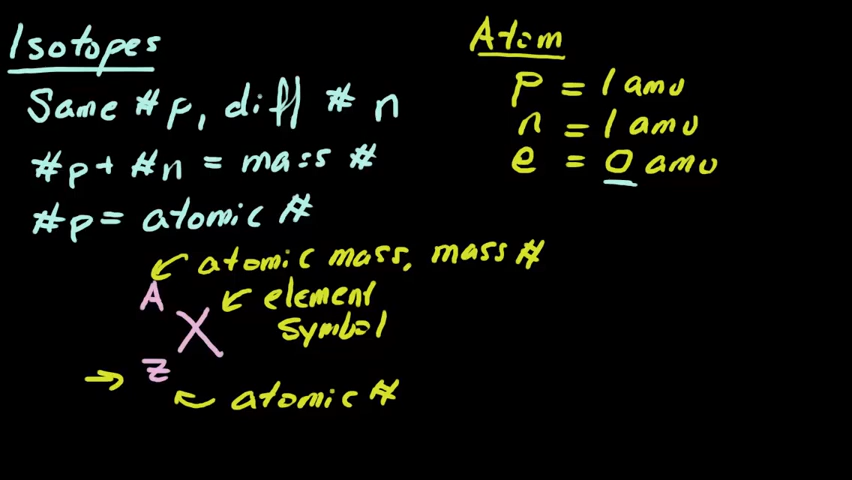 Isotopes
Same # p, diff # n
#p + #n = mass #
#p = atomic #
atomic mass, mass #
A
X
element
symbol
Z
atomic #
Atom
P = 1 amu
n = 1 amu
e = 0 amu